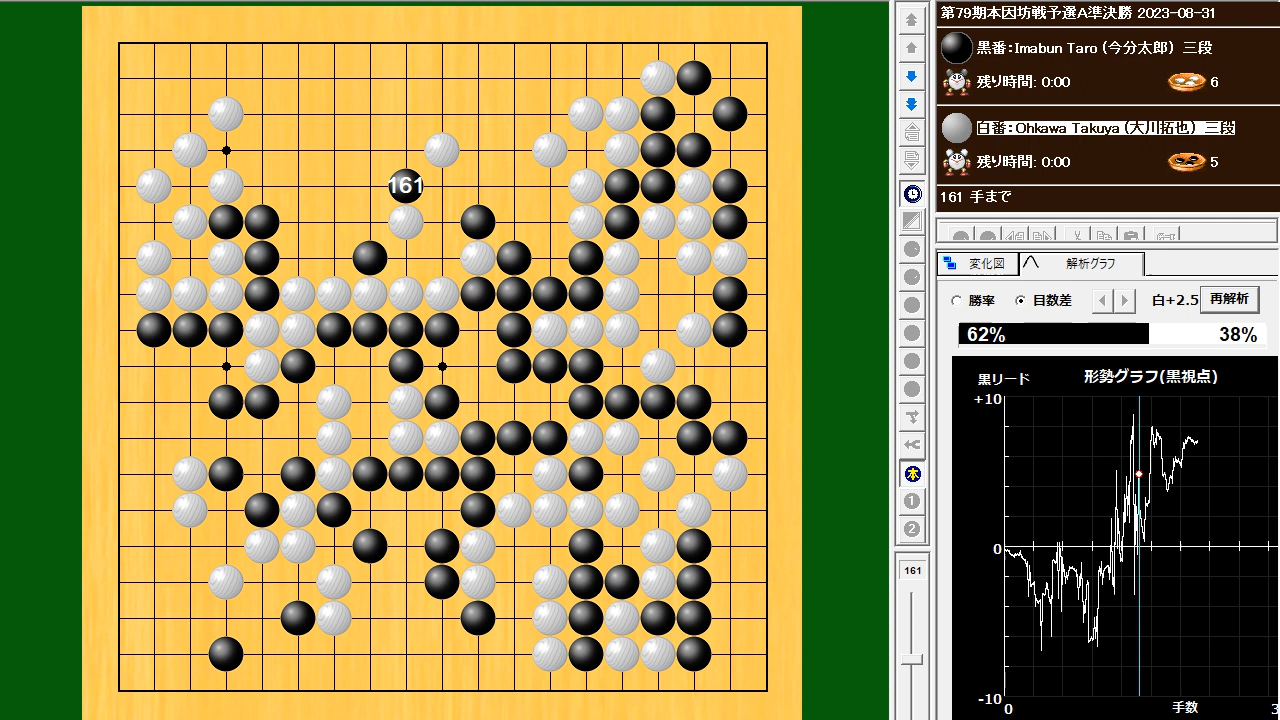 第79期本因坊戦予選A準決勝 2023-08-31
黒番:Imabun Taro (今分太郎) 三段
残り時間: 0:00 6
白番:Ohkawa Takuya (大川拓也) 三段
残り時間: 0:00 5
161 手まで
変化図 解析グラフ
勝率 目数差 白+2.5 再解析
62% 38%
黒リード 形勢グラフ(黒視点)
+10
0
-10
0 手数 3
161
本
1
2
161